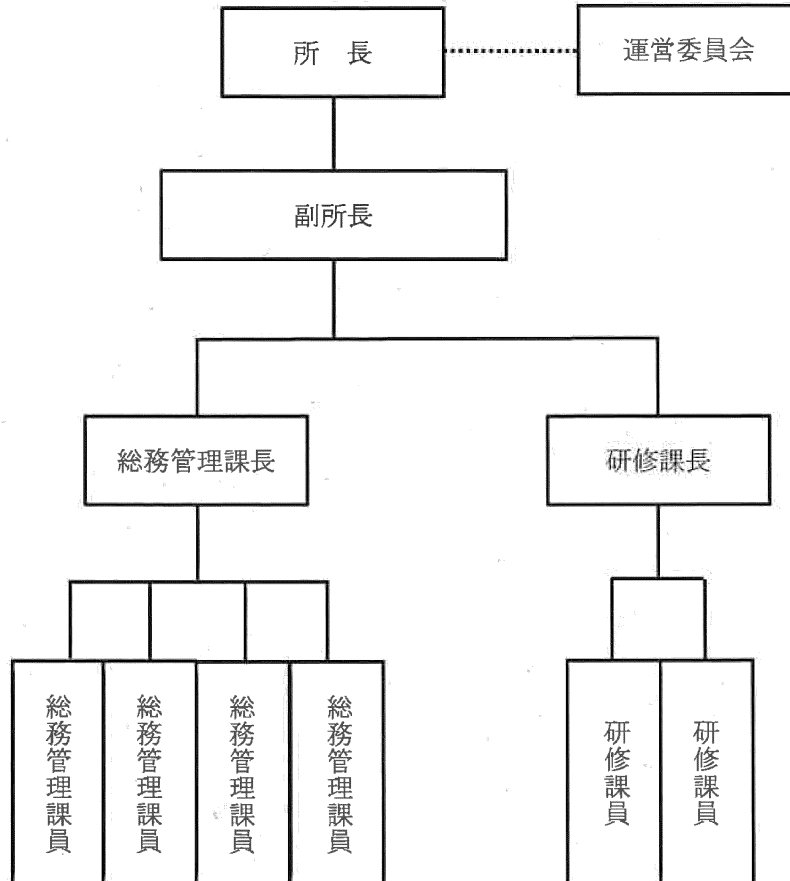 所　長
運営委員会
副所長
総務管理課長
研修課長
総務管理課員
総務管理課員
総務管理課員
総務管理課員
研修課員
研修課員